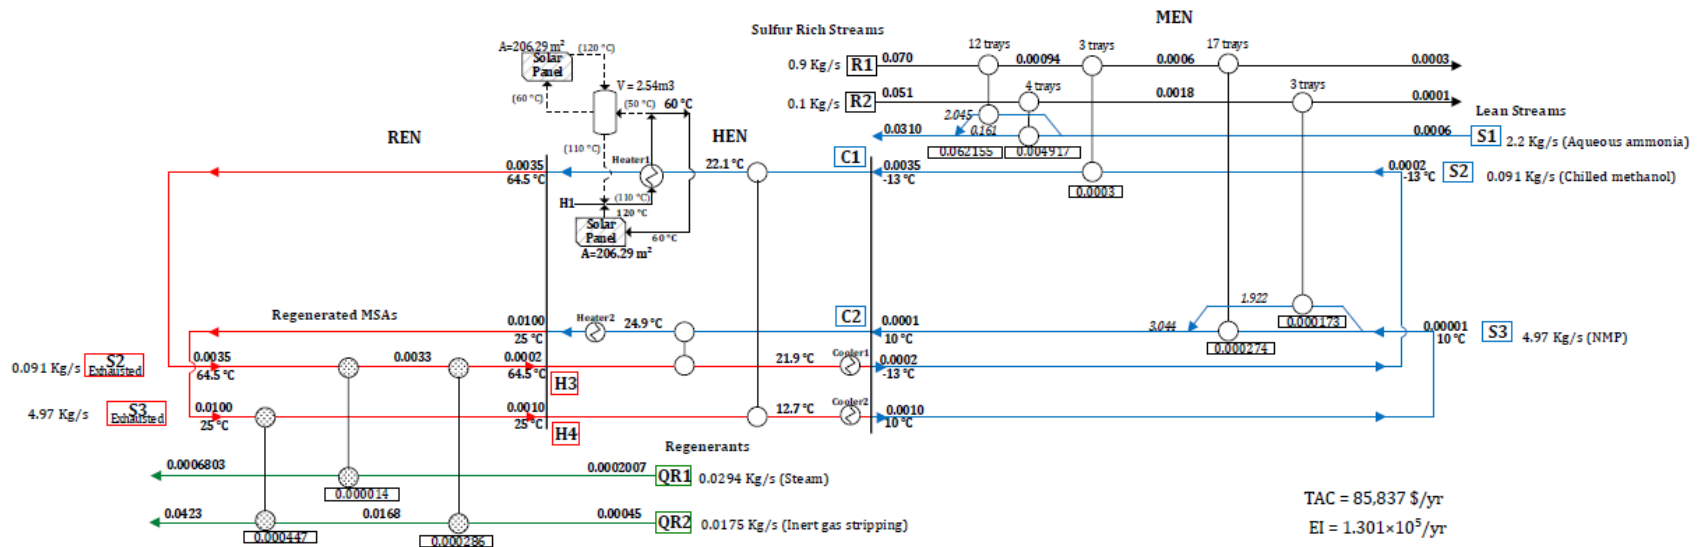 MEN
Sulfur Rich Streams
12 trays
3 trays
17 trays
A=206.29 m²
(120 °C)
Solar
Panel
0.9 Kg/s
R1
0.070
0.00094
0.0006
0.0003
V = 2.54m3
4 trays
3 trays
(60 °C)
(50 °C)
60 °C
0.1 Kg/s
R2
0.051
0.0018
0.0001
Lean Streams
2.045
0.161
REN
HEN
0.0310
0.0006
S1
2.2 Kg/s (Aqueous ammonia)
0.062155
0.004917
(110 °C)
Heater1
C1
0.0035
64.5 °C
22.1 °C
0.0035
-13 °C
0.0002
-13 °C
S2
0.091 Kg/s (Chilled methanol)
0.0003
H1
(110 °C)
120 °C
Solar
Panel
60 °C
A=206.29 m²
1.922
Regenerated MSAs
0.0100
25 °C
Heater2
24.9 °C
C2
0.0001
10 °C
3.044
0.000173
0.00001
10 °C
S3
4.97 Kg/s (NMP)
0.000274
0.091 Kg/s
S2
Exhausted
0.0035
64.5 °C
0.0033
0.0002
64.5 °C
H3
21.9 °C
Cooler1
0.0002
-13 °C
4.97 Kg/s
S3
Exhausted
0.0100
25 °C
0.0010
25 °C
H4
12.7 °C
Cooler2
0.0010
10 °C
Regenerants
0.0006803
0.0002007
QR1
0.0294 Kg/s (Steam)
0.000014
0.0423
0.0168
0.00045
QR2
0.0175 Kg/s (Inert gas stripping)
0.000447
0.000286
TAC = 85,837 $/yr
EI = 1.301×10⁵/yr